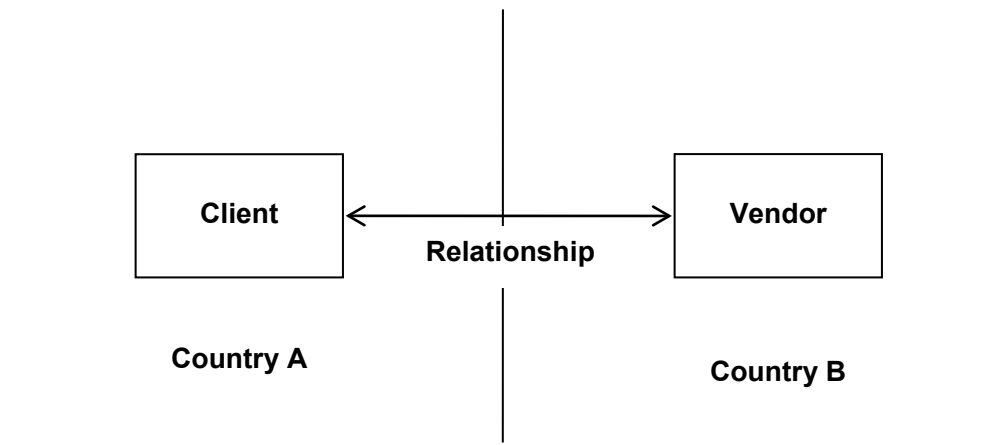 Client
Vendor
Relationship
Country A
Country B